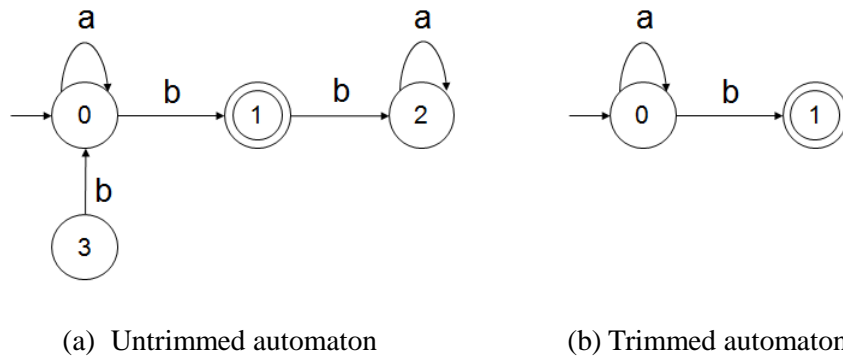 a a a
b b b
0 1 2 0 1
b
3
(a) Untrimmed automaton (b) Trimmed automaton